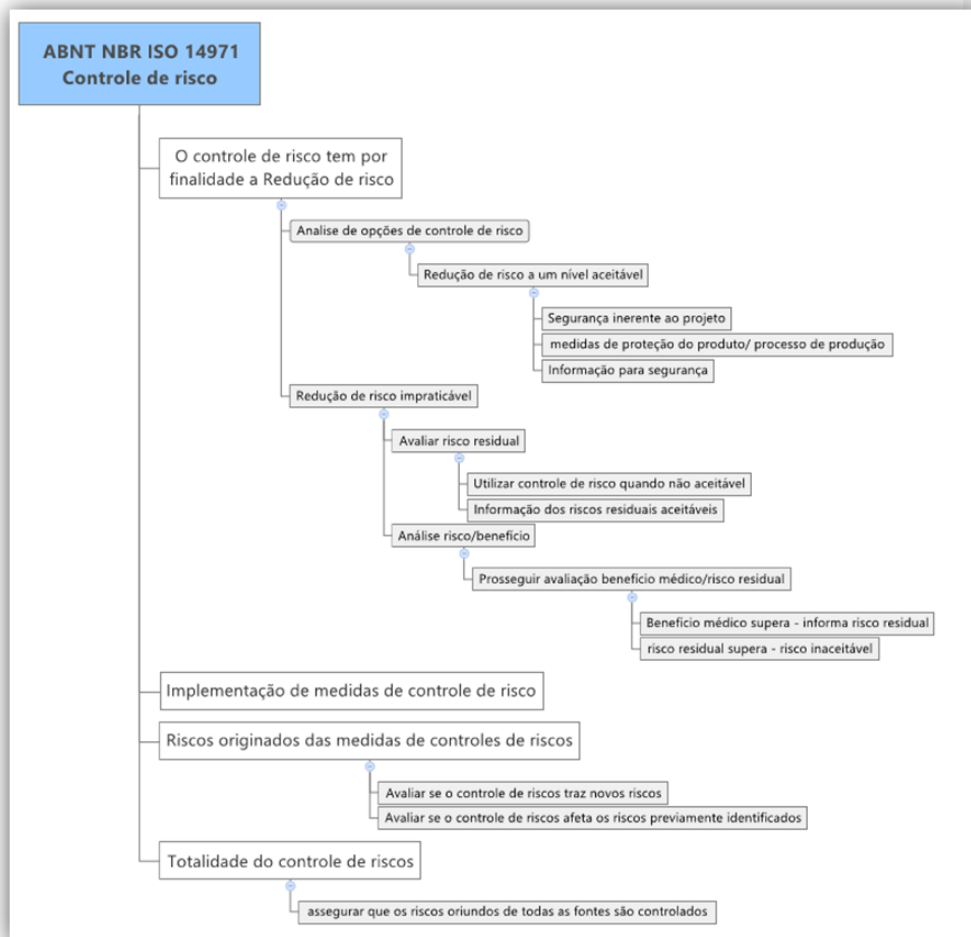 ABNT NBR ISO 14971
Controle de risco
O controle de risco tem por
finalidade a Redução de risco
Analise de opções de controle de risco
Redução de risco a um nível aceitável
Segurança inerente ao projeto
medidas de proteção do produto/ processo de produção
Informação para segurança
Redução de risco impraticável
Avaliar risco residual
Utilizar controle de risco quando não aceitável
Informação dos riscos residuais aceitáveis
Análise risco/benefício
Prosseguir avaliação benefício médico/risco residual
Beneficio médico supera - informa risco residual
risco residual supera - risco inaceitável
Implementação de medidas de controle de risco
Riscos originados das medidas de controles de riscos
Avaliar se o controle de riscos traz novos riscos
Avaliar se o controle de riscos afeta os riscos previamente identificados
Totalidade do controle de riscos
assegurar que os riscos oriundos de todas as fontes são controlados